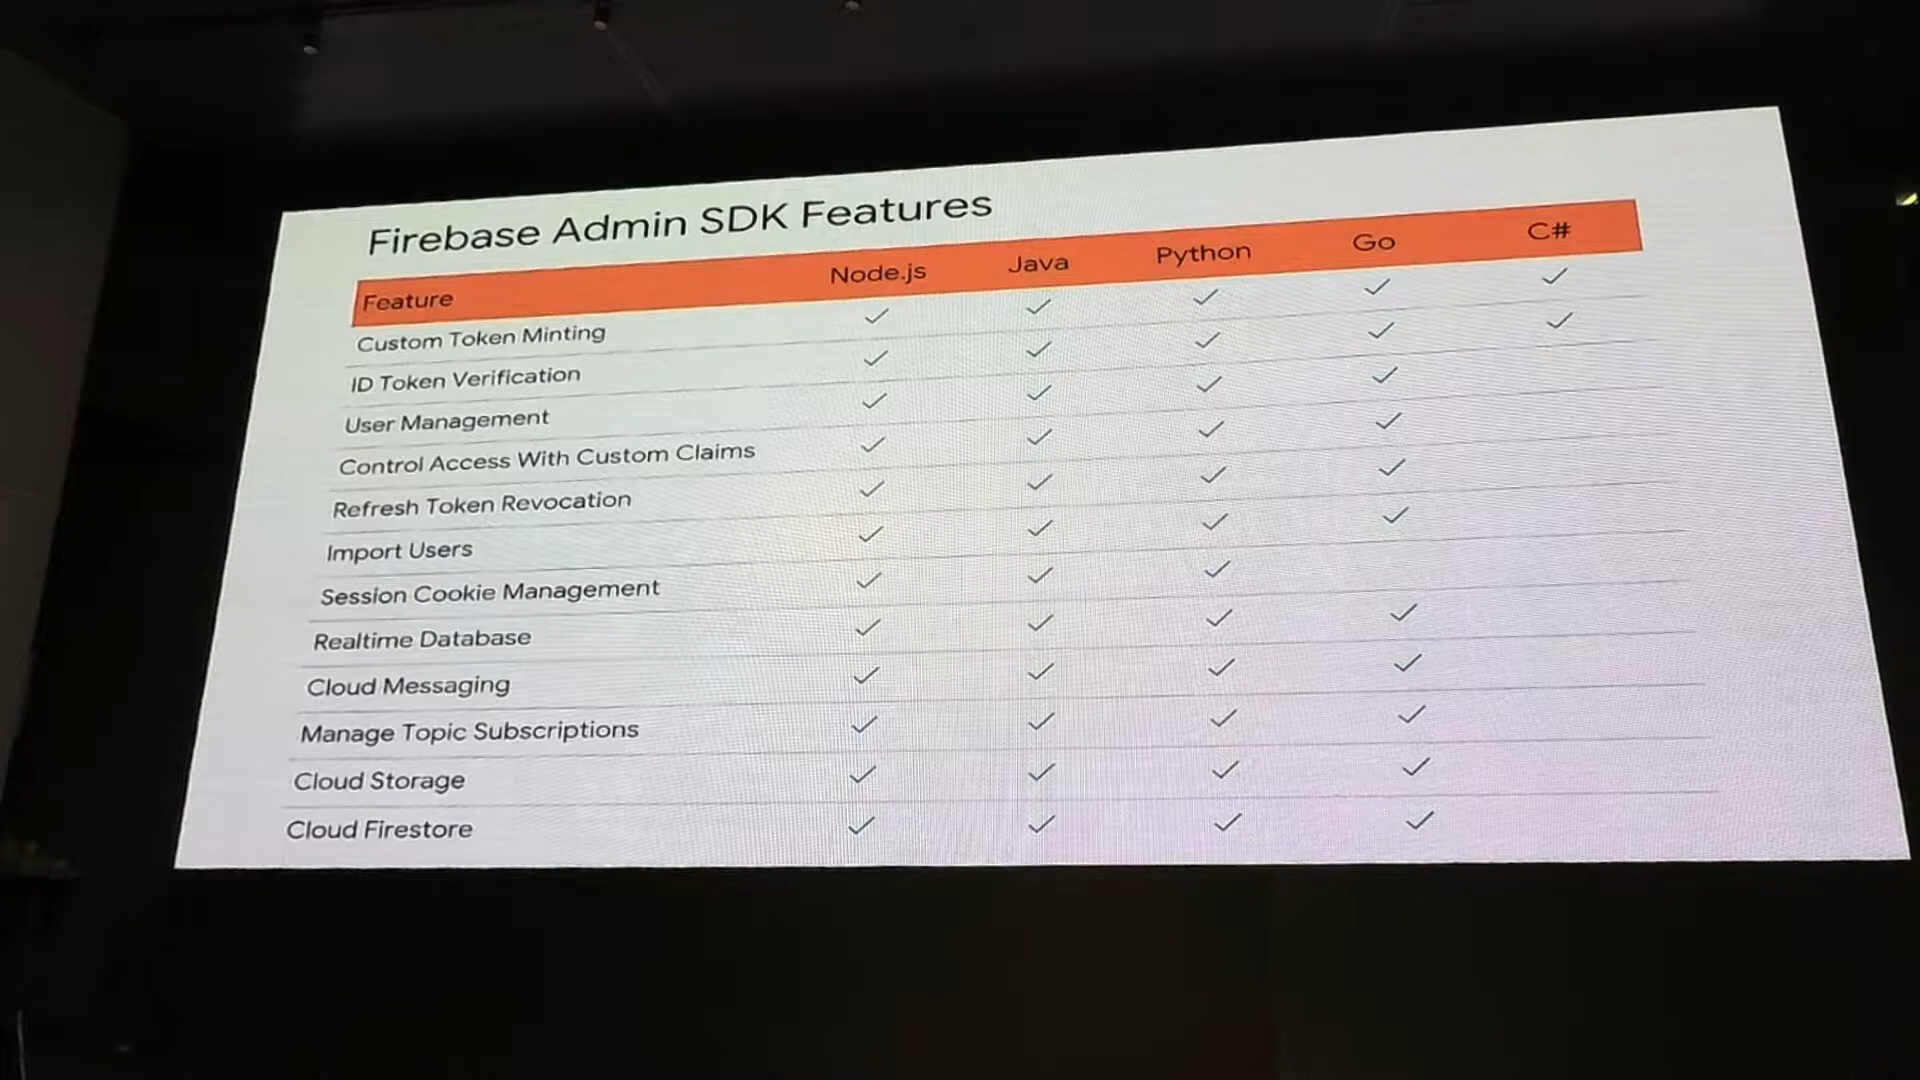 Firebase Admin SDK Features
Feature Node.js Java Python Go C#
Custom Token Minting ✓ ✓ ✓ ✓ ✓
ID Token Verification ✓ ✓ ✓ ✓ ✓
User Management ✓ ✓ ✓ ✓
Control Access With Custom Claims ✓ ✓ ✓ ✓
Refresh Token Revocation ✓ ✓ ✓ ✓
Import Users ✓ ✓ ✓ ✓
Session Cookie Management ✓ ✓ ✓
Realtime Database ✓ ✓ ✓ ✓
Cloud Messaging ✓ ✓ ✓ ✓
Manage Topic Subscriptions ✓ ✓ ✓ ✓
Cloud Storage ✓ ✓ ✓ ✓
Cloud Firestore ✓ ✓ ✓ ✓